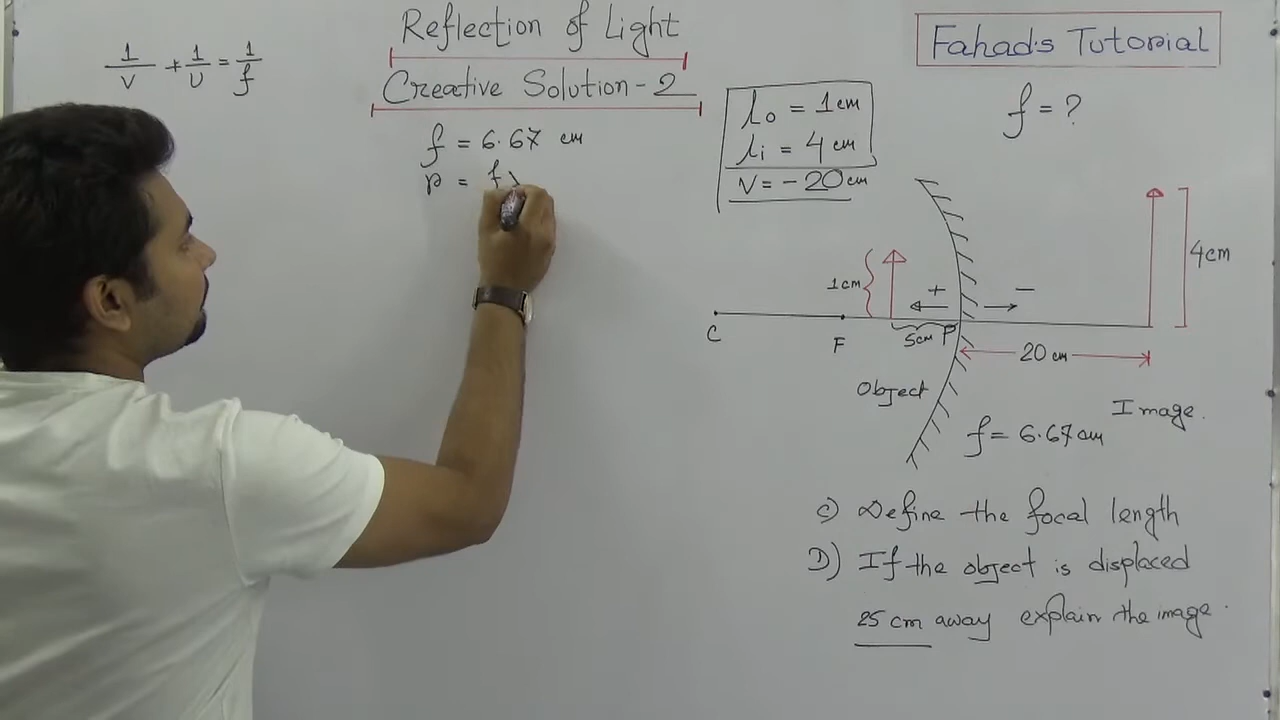 Reflection of Light
Creative Solution - 2
Fahad's Tutorial
1/v + 1/u = 1/f
f = 6.67 cm
r = f
lo = 1cm
li = 4 cm
V = - 20 cm
f = ?
1cm
+
−
4cm
C
F
5cm
P
20 cm
Object
Image.
f = 6.67 cm
c) Define the focal length
D) If the object is displaced
25 cm away explain the image.